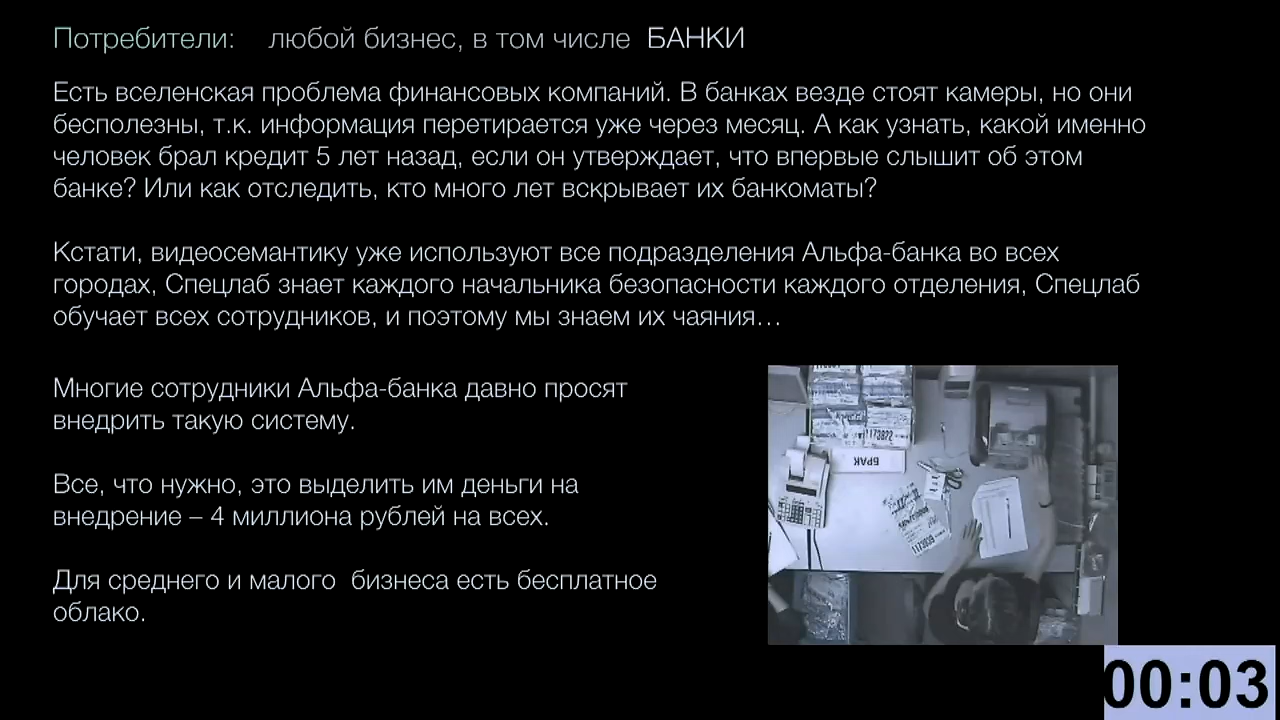 Потребители: любой бизнес, в том числе БАНКИ
Есть вселенская проблема финансовых компаний. В банках везде стоят камеры, но они
бесполезны, т.к. информация перетирается уже через месяц. А как узнать, какой именно
человек брал кредит 5 лет назад, если он утверждает, что впервые слышит об этом
банке? Или как отследить, кто много лет вскрывает их банкоматы?
Кстати, видеосемантику уже используют все подразделения Альфа-банка во всех
городах, Спецлаб знает каждого начальника безопасности каждого отделения, Спецлаб
обучает всех сотрудников, и поэтому мы знаем их чаяния...
Многие сотрудники Альфа-банка давно просят
внедрить такую систему.
Все, что нужно, это выделить им деньги на
внедрение – 4 миллиона рублей на всех.
Для среднего и малого бизнеса есть бесплатное
облако.
БРАК
00:03